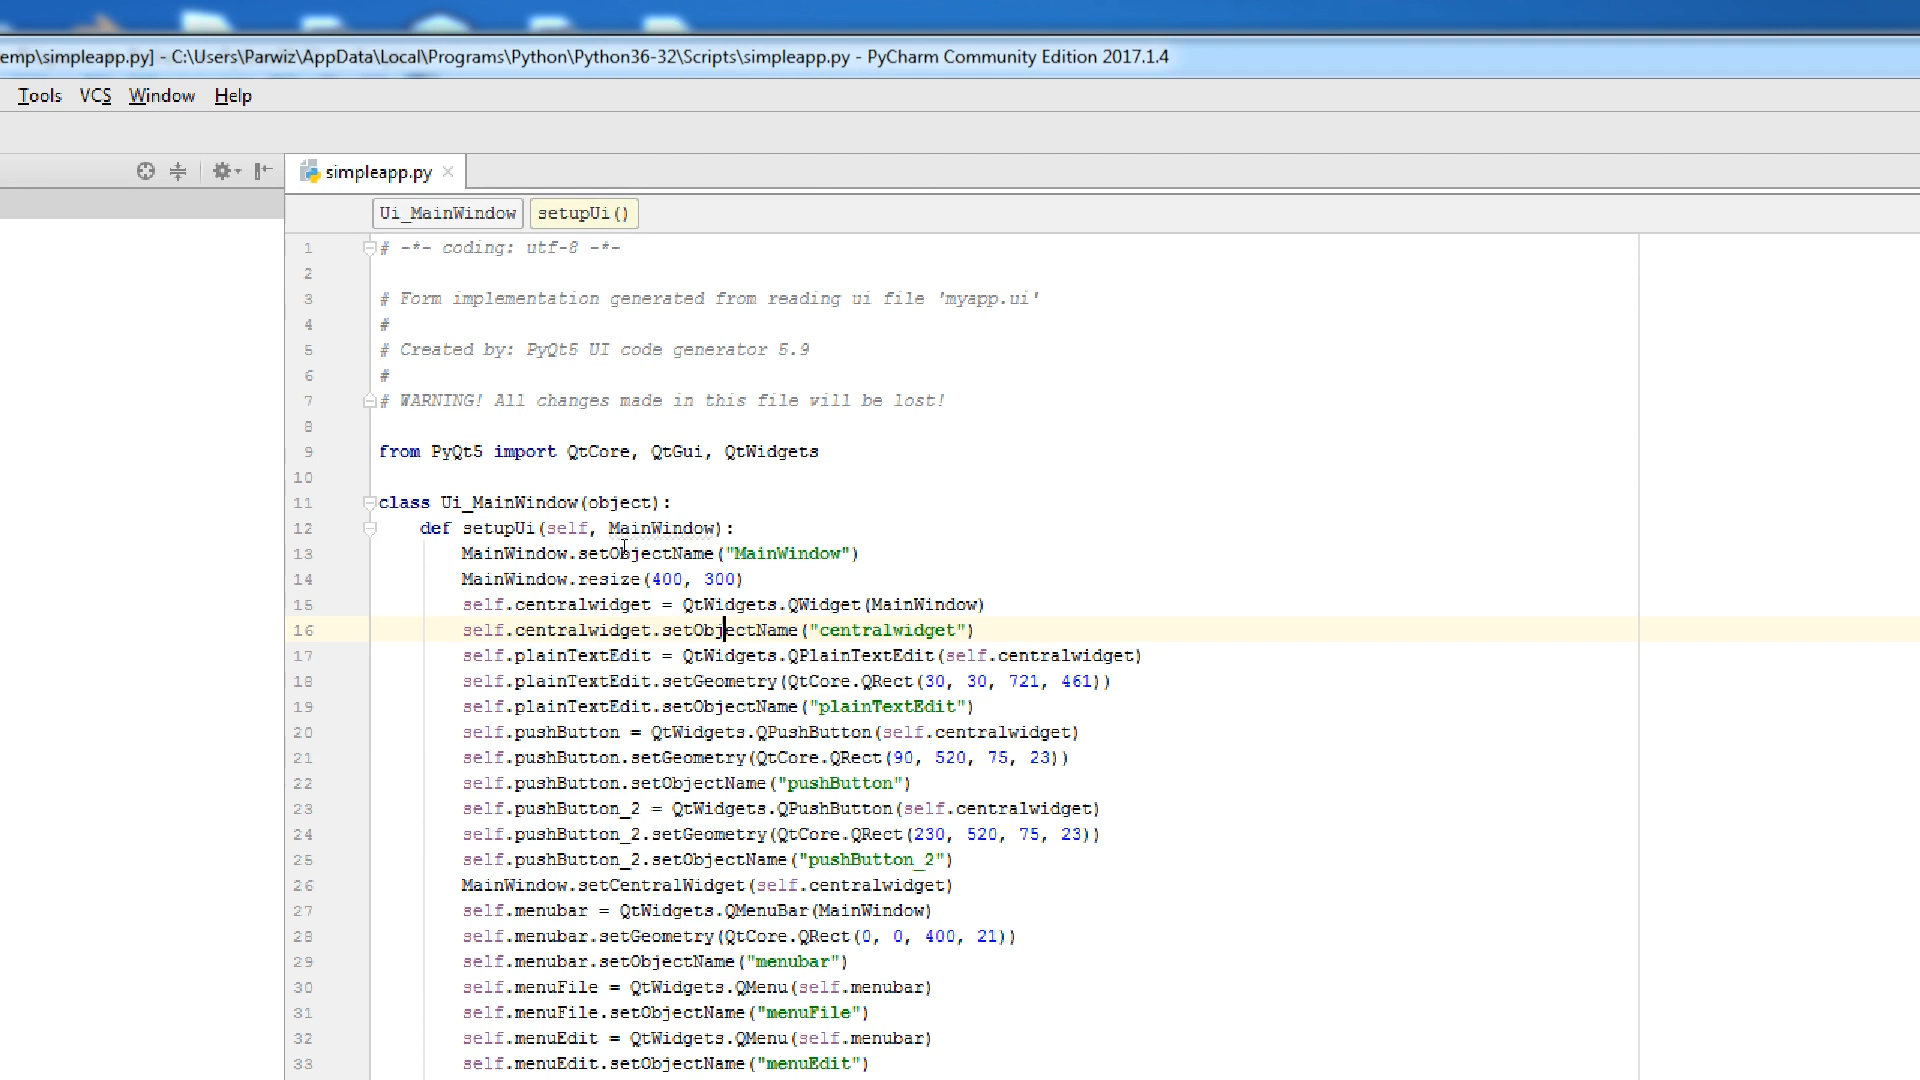 emp\simpleapp.py] - C:\Users\Parwiz\AppData\Local\Programs\Python\Python36-32\Scripts\simpleapp.py - PyCharm Community Edition 2017.1.4
Tools VCS Window Help
simpleapp.py
Ui_MainWindow setupUi()
1 # -*- coding: utf-8 -*-
2
3 # Form implementation generated from reading ui file 'myapp.ui'
4 #
5 # Created by: PyQt5 UI code generator 5.9
6 #
7 # WARNING! All changes made in this file will be lost!
8
9 from PyQt5 import QtCore, QtGui, QtWidgets
10
11 class Ui_MainWindow(object):
12 def setupUi(self, MainWindow):
13 MainWindow.setObjectName("MainWindow")
14 MainWindow.resize(400, 300)
15 self.centralwidget = QtWidgets.QWidget(MainWindow)
16 self.centralwidget.setObjectName("centralwidget")
17 self.plainTextEdit = QtWidgets.QPlainTextEdit(self.centralwidget)
18 self.plainTextEdit.setGeometry(QtCore.QRect(30, 30, 721, 461))
19 self.plainTextEdit.setObjectName("plainTextEdit")
20 self.pushButton = QtWidgets.QPushButton(self.centralwidget)
21 self.pushButton.setGeometry(QtCore.QRect(90, 520, 75, 23))
22 self.pushButton.setObjectName("pushButton")
23 self.pushButton_2 = QtWidgets.QPushButton(self.centralwidget)
24 self.pushButton_2.setGeometry(QtCore.QRect(230, 520, 75, 23))
25 self.pushButton_2.setObjectName("pushButton_2")
26 MainWindow.setCentralWidget(self.centralwidget)
27 self.menubar = QtWidgets.QMenuBar(MainWindow)
28 self.menubar.setGeometry(QtCore.QRect(0, 0, 400, 21))
29 self.menubar.setObjectName("menubar")
30 self.menuFile = QtWidgets.QMenu(self.menubar)
31 self.menuFile.setObjectName("menuFile")
32 self.menuEdit = QtWidgets.QMenu(self.menubar)
33 self.menuEdit.setObjectName("menuEdit")